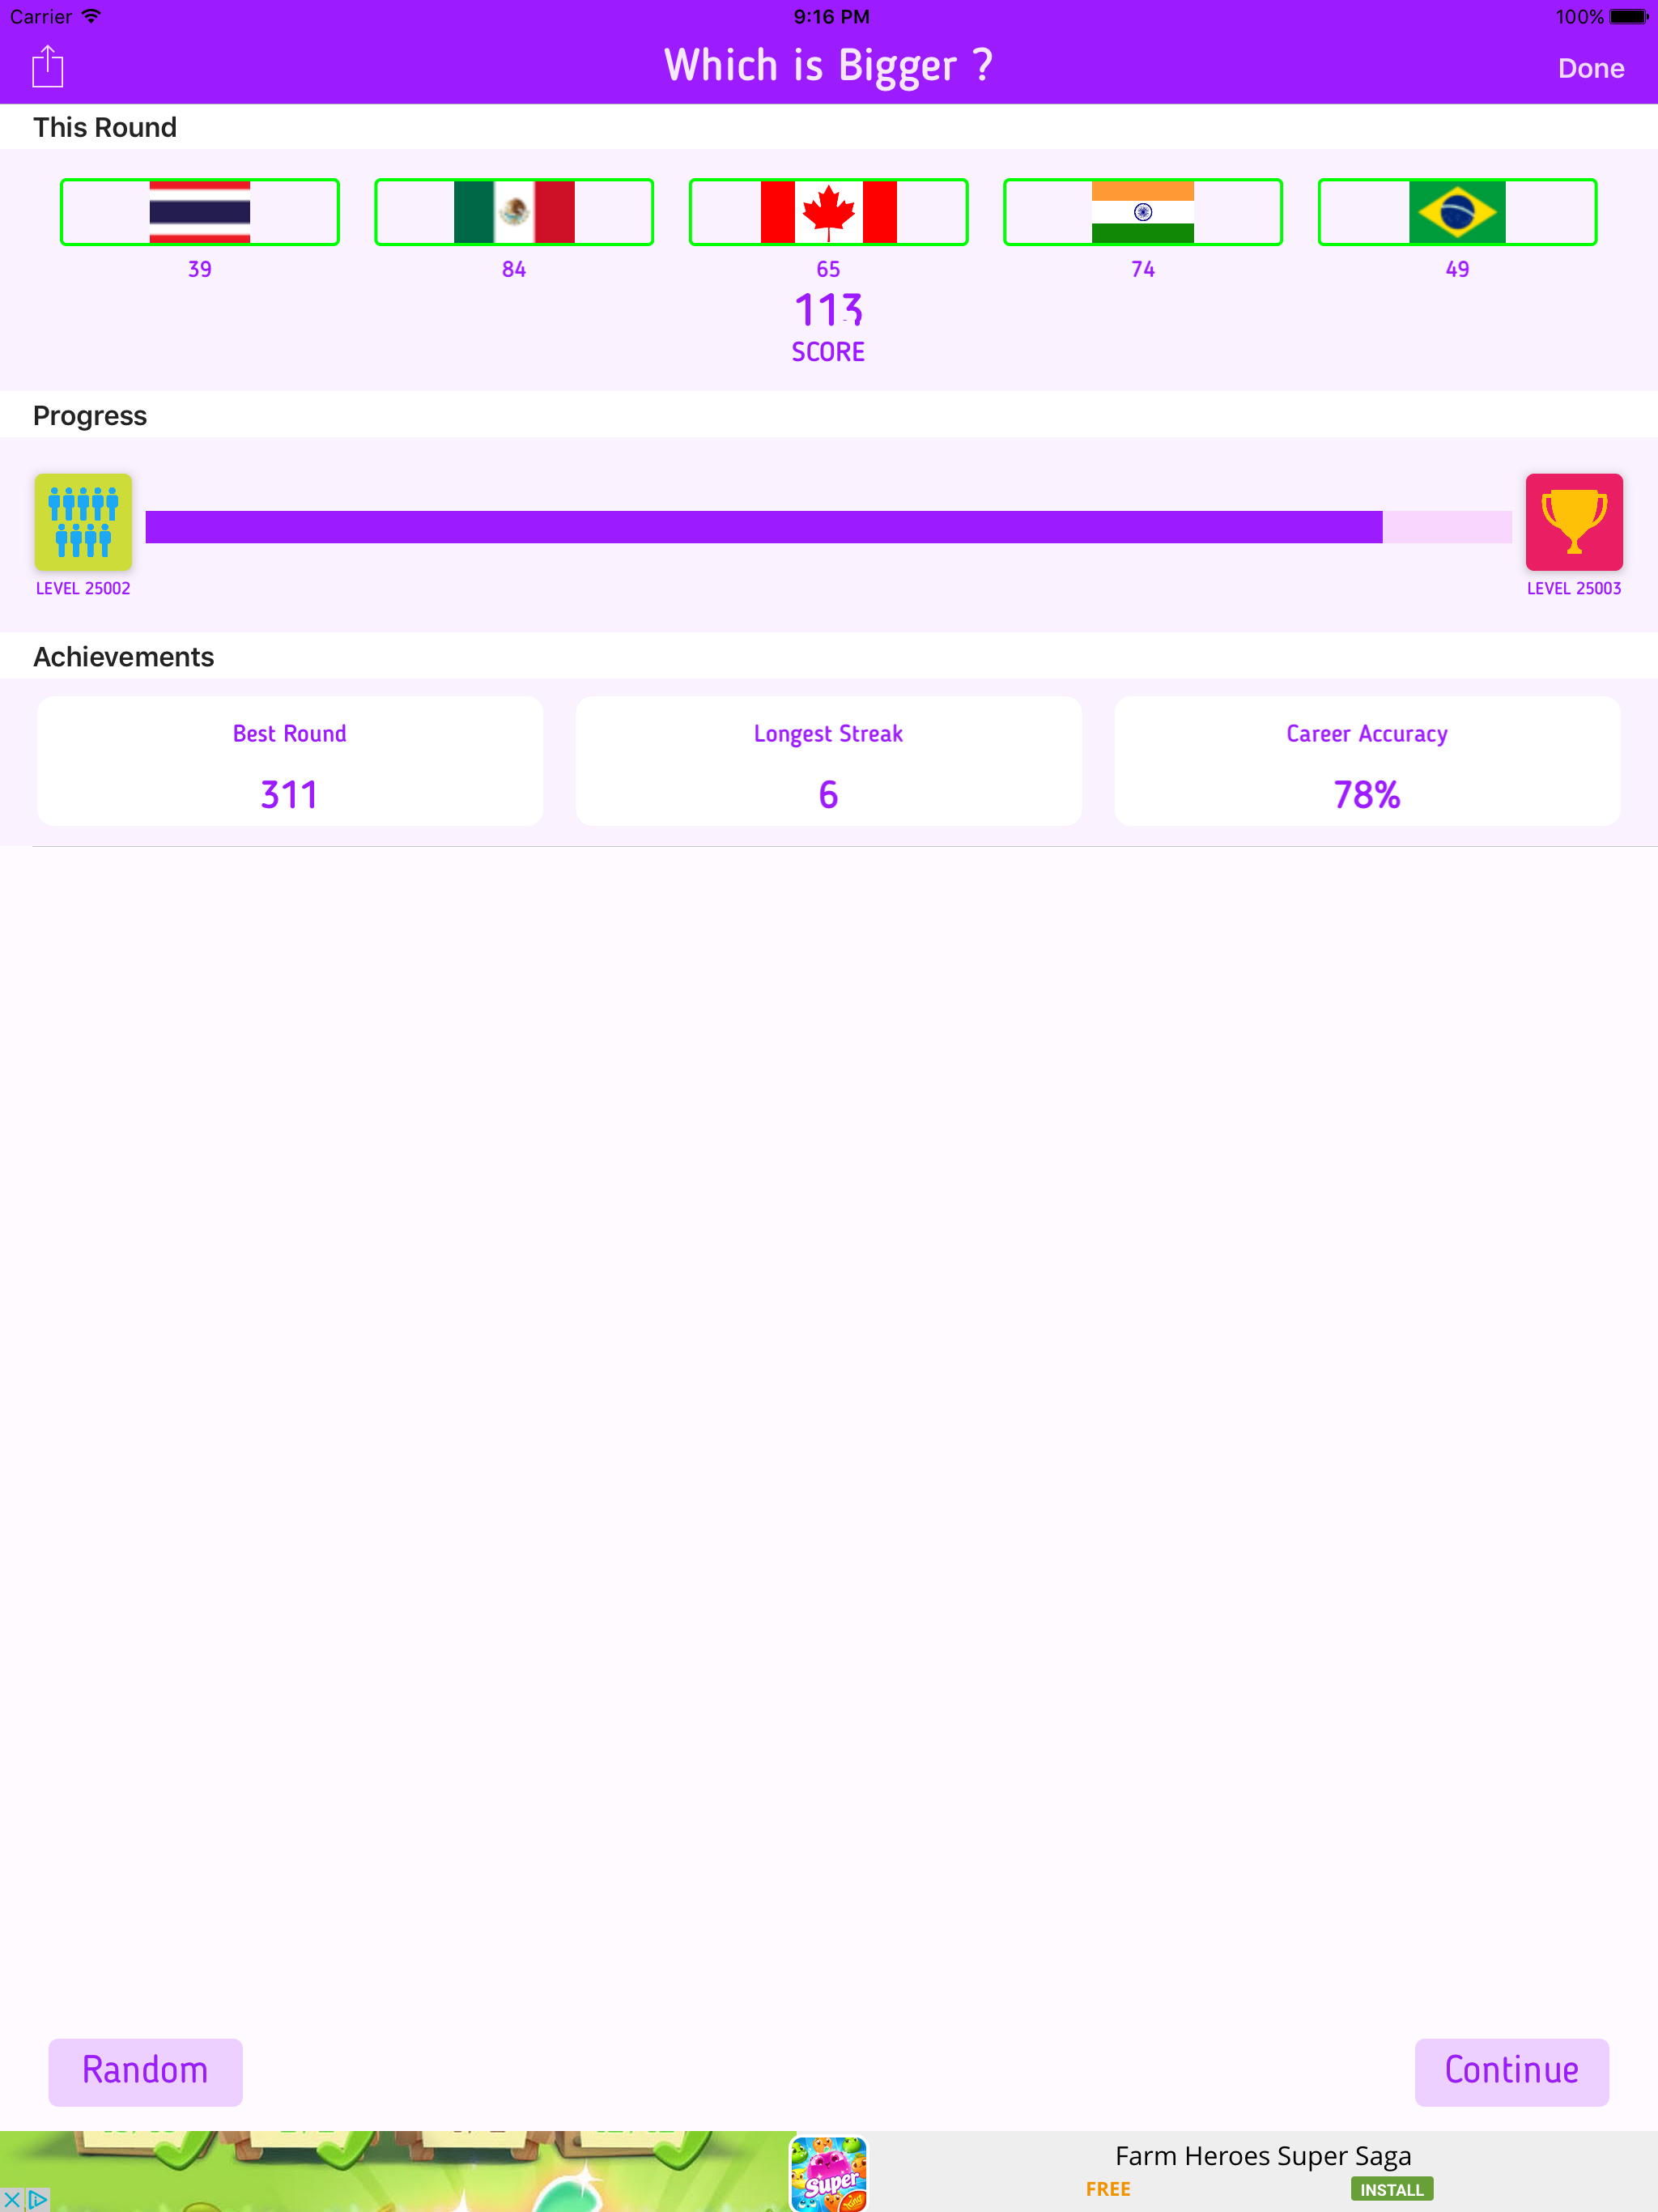 Carrier 9:16 PM 100%
Which is Bigger ?
Done
This Round
39 84 65 74 49
SCORE
Progress
LEVEL 25002 LEVEL 25003
Achievements
Best Round Longest Streak Career Accuracy
311 6 78%
Random Continue
Farm Heroes Super Saga
Super
King
FREE INSTALL